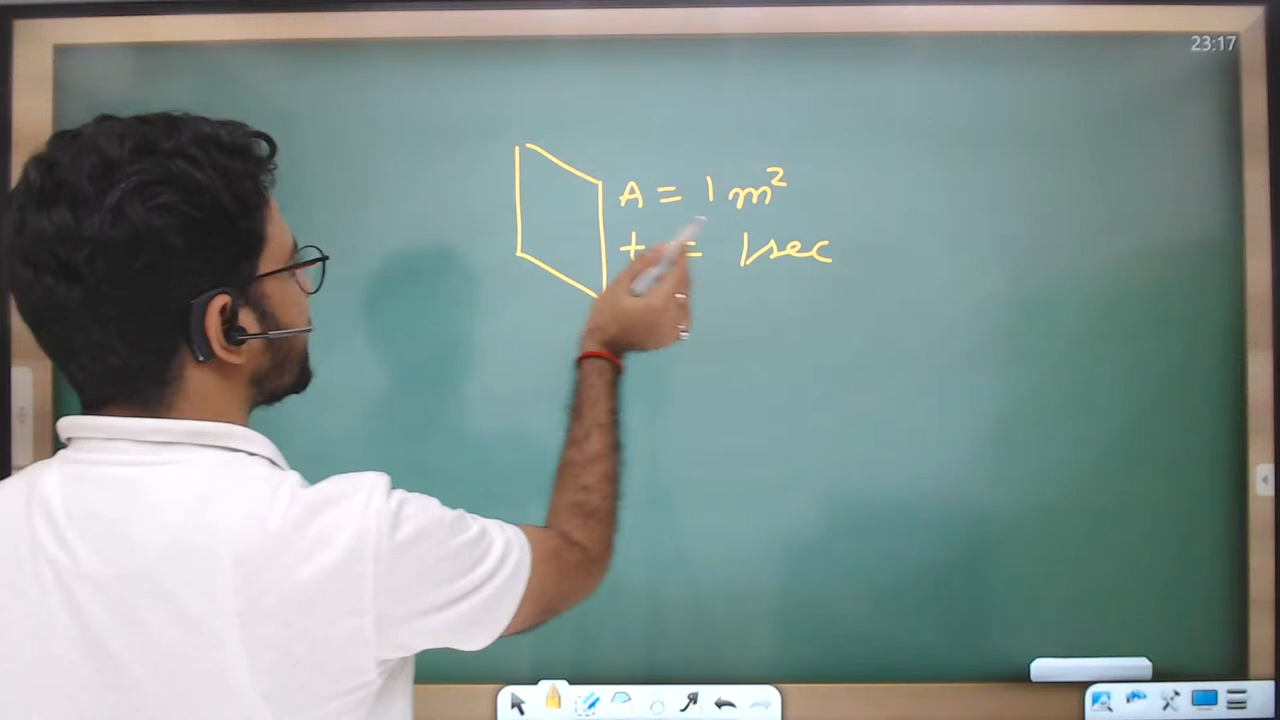 23:17
A = 1 m²
t = 1sec